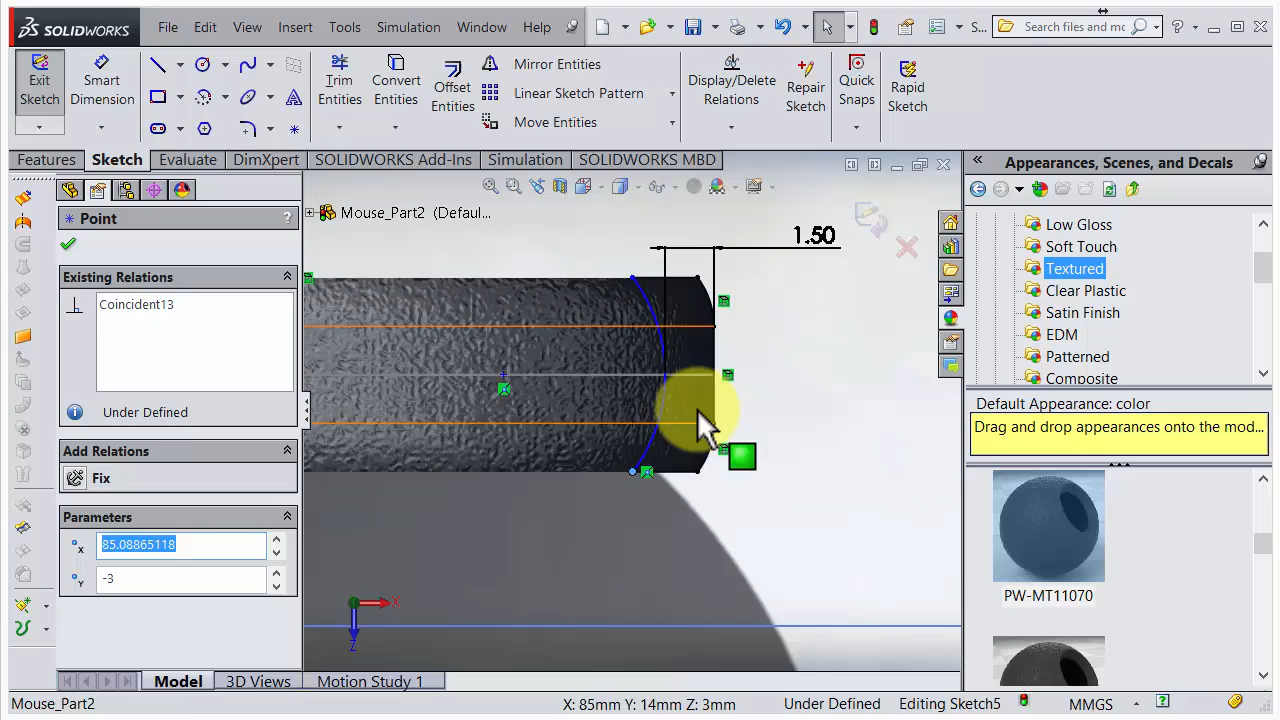 SOLIDWORKS File Edit View Insert Tools Simulation Window Help S... Search files and mc
Exit Sketch
Smart Dimension
Trim Entities
Convert Entities
Offset Entities
Mirror Entities
Linear Sketch Pattern
Move Entities
Display/Delete Relations
Repair Sketch
Quick Snaps
Rapid Sketch
Features Sketch Evaluate DimXpert SOLIDWORKS Add-Ins Simulation SOLIDWORKS MBD
Appearances, Scenes, and Decals
Point ?
Existing Relations
Coincident13
Under Defined
Add Relations
Fix
Parameters
X 85.08865118
Y -3
Mouse_Part2 (Defaul...
1.50
X
Z
Low Gloss
Soft Touch
Textured
Clear Plastic
Satin Finish
EDM
Patterned
Composite
Default Appearance: color
Drag and drop appearances onto the mod...
PW-MT11070
Model 3D Views Motion Study 1
Mouse_Part2 X: 85mm Y: 14mm Z: 3mm Under Defined Editing Sketch5 MMGS ?